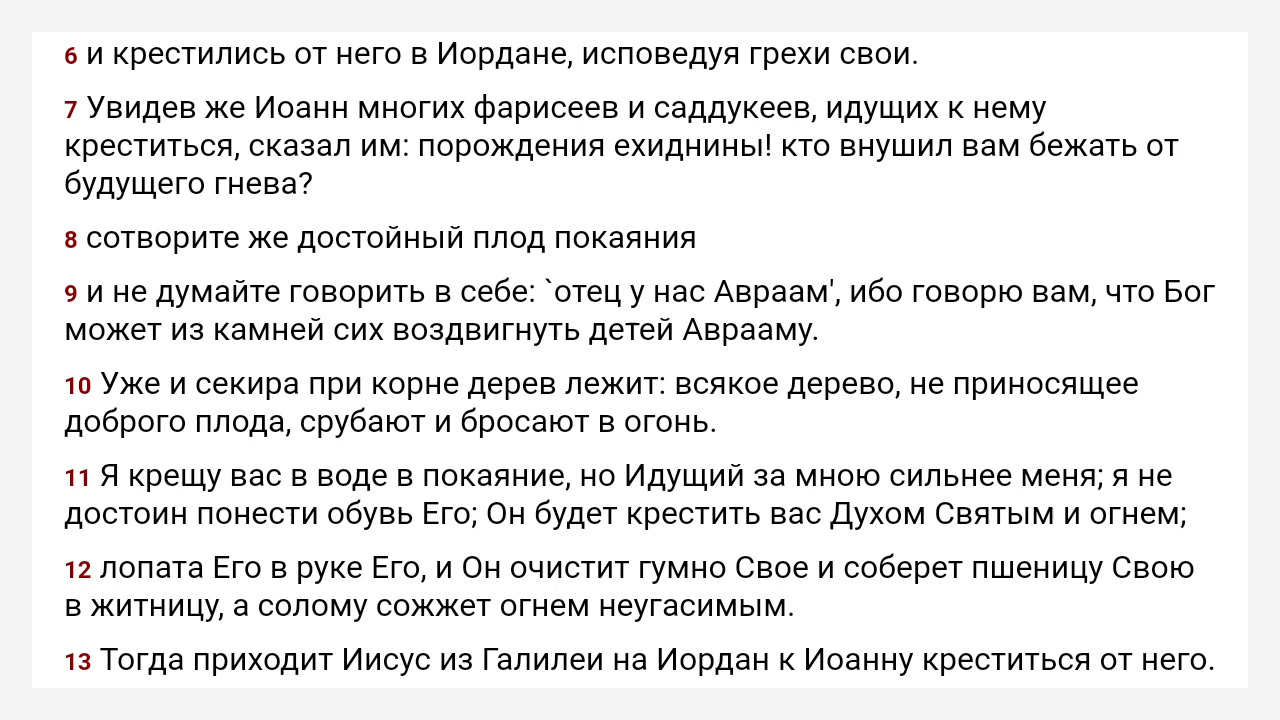 6 и крестились от него в Иордане, исповедуя грехи свои.
7 Увидев же Иоанн многих фарисеев и саддукеев, идущих к нему
креститься, сказал им: порождения ехиднины! кто внушил вам бежать от
будущего гнева?
8 сотворите же достойный плод покаяния
9 и не думайте говорить в себе: `отец у нас Авраам', ибо говорю вам, что Бог
может из камней сих воздвигнуть детей Аврааму.
10 Уже и секира при корне дерев лежит: всякое дерево, не приносящее
доброго плода, срубают и бросают в огонь.
11 Я крещу вас в воде в покаяние, но Идущий за мною сильнее меня; я не
достоин понести обувь Его; Он будет крестить вас Духом Святым и огнем;
12 лопата Его в руке Его, и Он очистит гумно Свое и соберет пшеницу Свою
в житницу, а солому сожжет огнем неугасимым.
13 Тогда приходит Иисус из Галилеи на Иордан к Иоанну креститься от него.